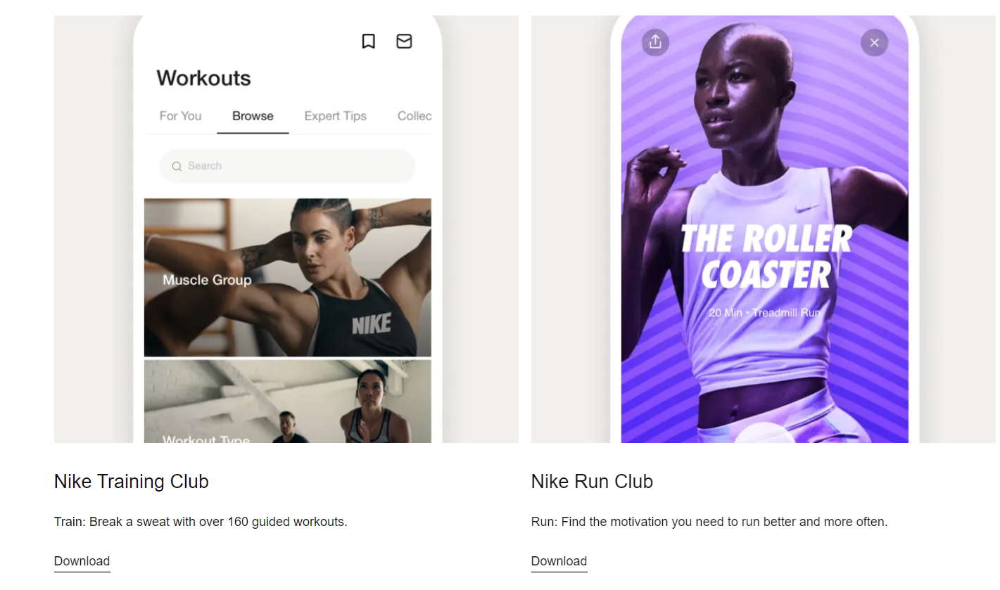 Workouts
For You Browse Expert Tips Collec
Search
Muscle Group
NIKE
Workout Type
THE ROLLER
COASTER
20 Min • Treadmill Run
Nike Training Club
Train: Break a sweat with over 160 guided workouts.
Download
Nike Run Club
Run: Find the motivation you need to run better and more often.
Download